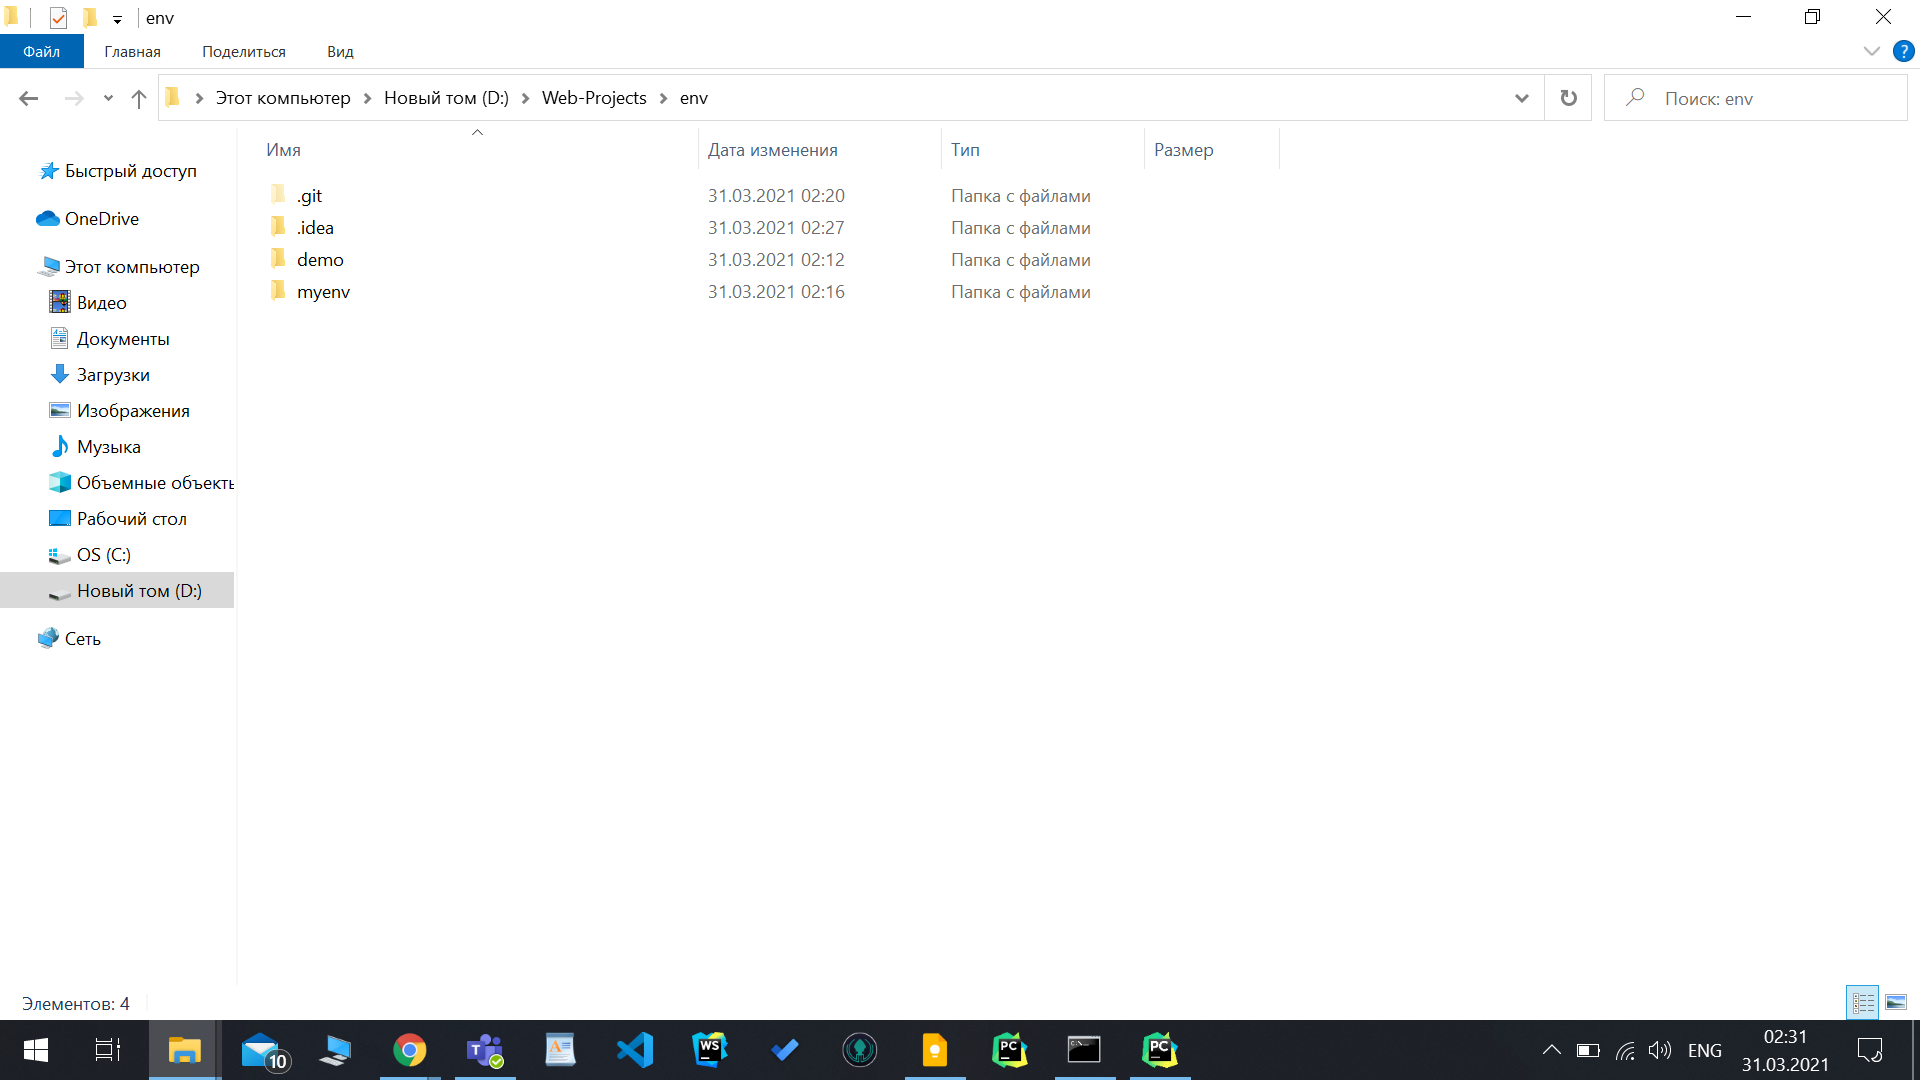 env
Файл Главная Поделиться Вид
Этот компьютер Новый том (D:) Web-Projects env Поиск: env
Имя Дата изменения Тип Размер
.git 31.03.2021 02:20 Папка с файлами
.idea 31.03.2021 02:27 Папка с файлами
demo 31.03.2021 02:12 Папка с файлами
myenv 31.03.2021 02:16 Папка с файлами
Быстрый доступ
OneDrive
Этот компьютер
Видео
Документы
Загрузки
Изображения
Музыка
Объемные объекты
Рабочий стол
OS (C:)
Новый том (D:)
Сеть
Элементов: 4
10 T WS PC C:\ PC ENG 02:31
31.03.2021